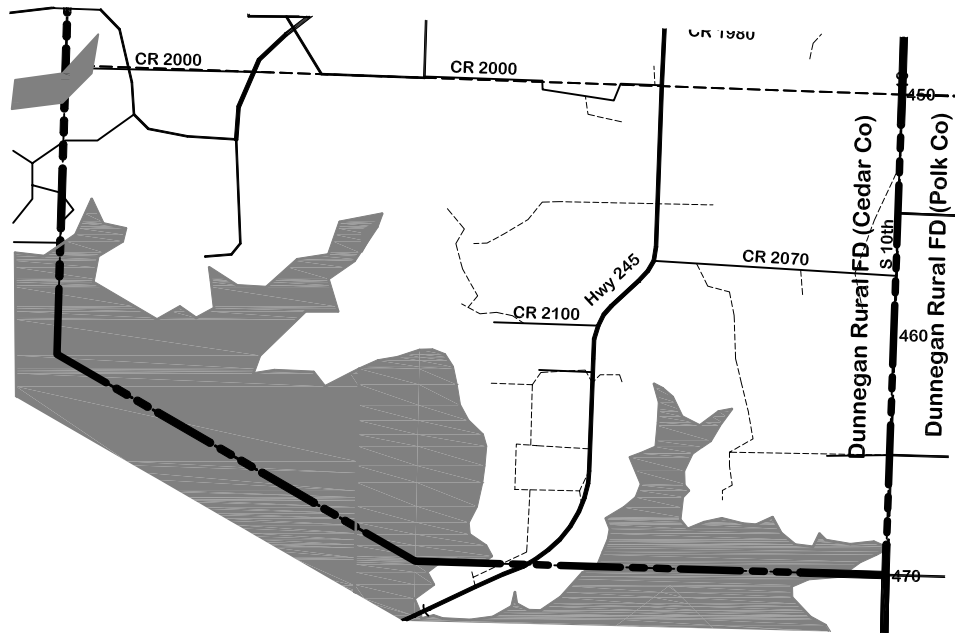 CR 1980
CR 2000
CR 2000
450
Dunnegan Rural FD (Cedar Co)
Dunnegan Rural FD (Polk Co)
S 10th
CR 2070
Hwy 245
CR 2100
460
470